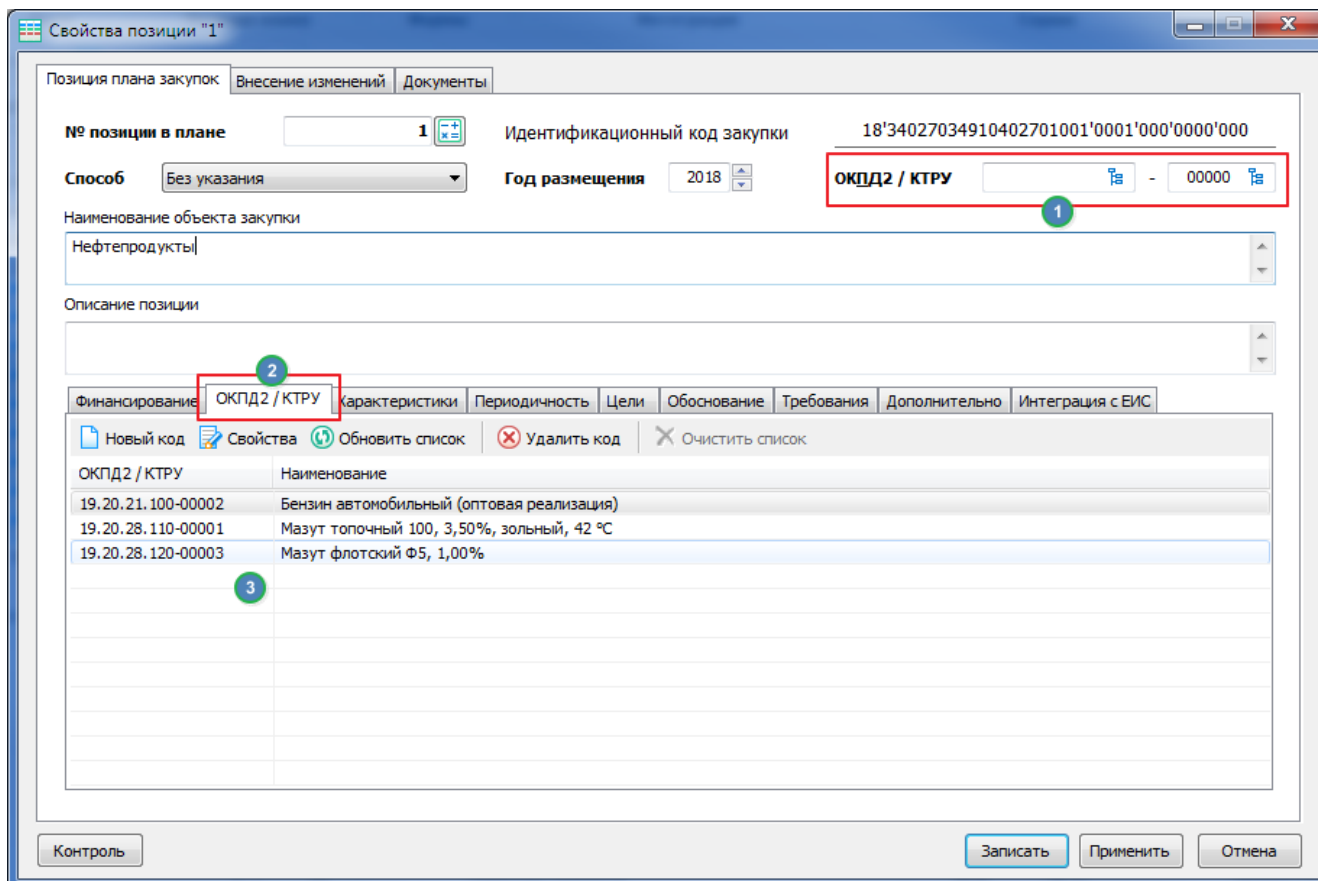 Свойства позиции "1"
Позиция плана закупок Внесение изменений Документы
№ позиции в плане 1 Идентификационный код закупки 18'34027034910402701001'0001'000'0000'000
Способ Без указания Год размещения 2018 ОКПД2 / КТРУ - 00000
1
Наименование объекта закупки
Нефтепродукты
Описание позиции
2
Финансирование ОКПД2 / КТРУ Характеристики Периодичность Цели Обоснование Требования Дополнительно Интеграция с ЕИС
Новый код Свойства Обновить список Удалить код Очистить список
ОКПД2 / КТРУ Наименование
19.20.21.100-00002 Бензин автомобильный (оптовая реализация)
19.20.28.110-00001 Мазут топочный 100, 3,50%, зольный, 42 ºС
19.20.28.120-00003 Мазут флотский Ф5, 1,00%
3
Контроль Записать Применить Отмена